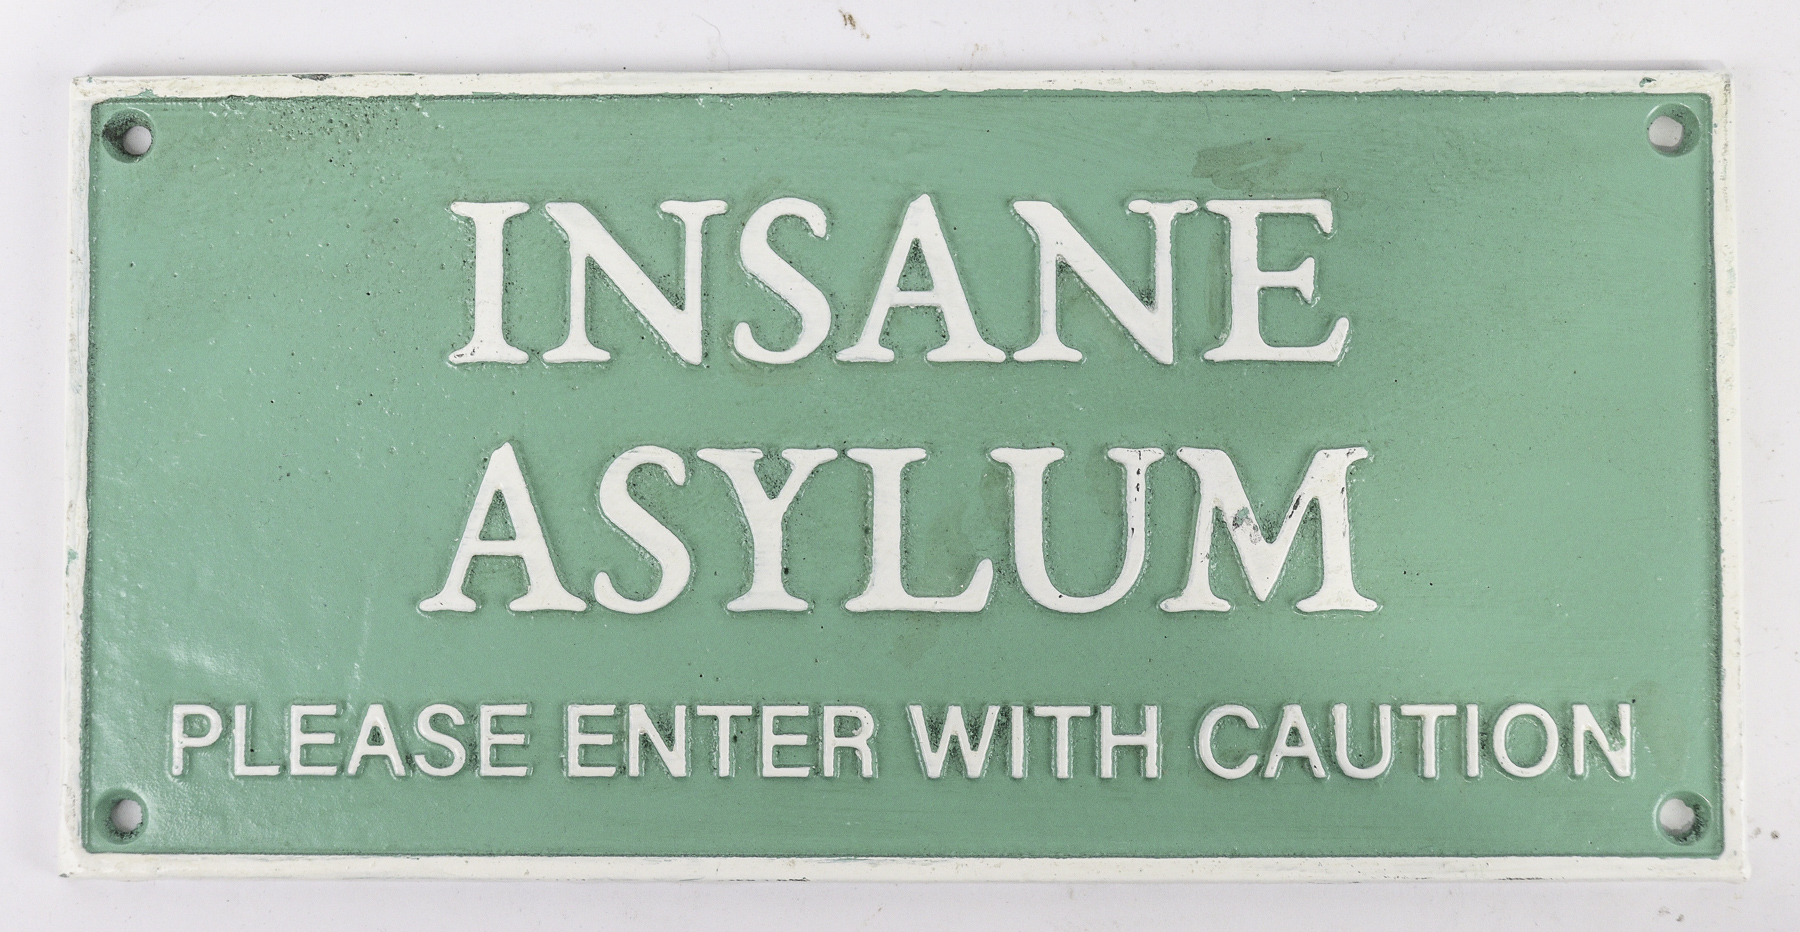 INSANE
ASYLUM
PLEASE ENTER WITH CAUTION